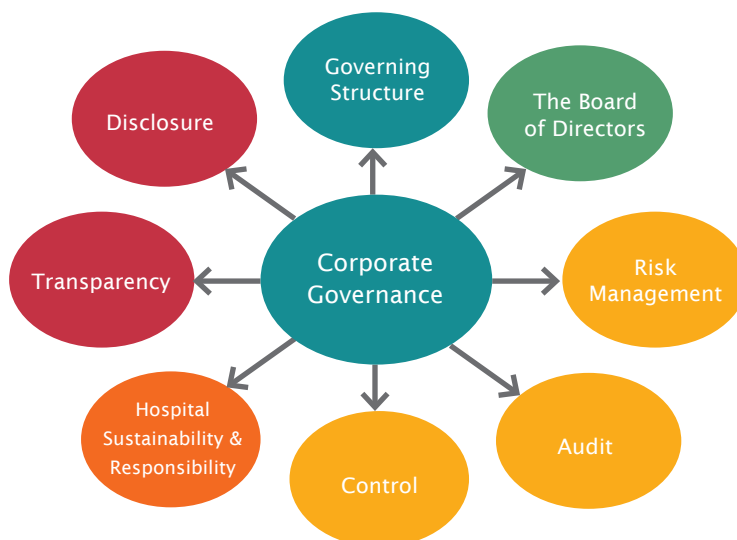 Governing
Structure
The Board
of Directors
Disclosure
Corporate
Governance
Transparency
Risk
Management
Hospital
Sustainability &
Responsibility
Control
Audit